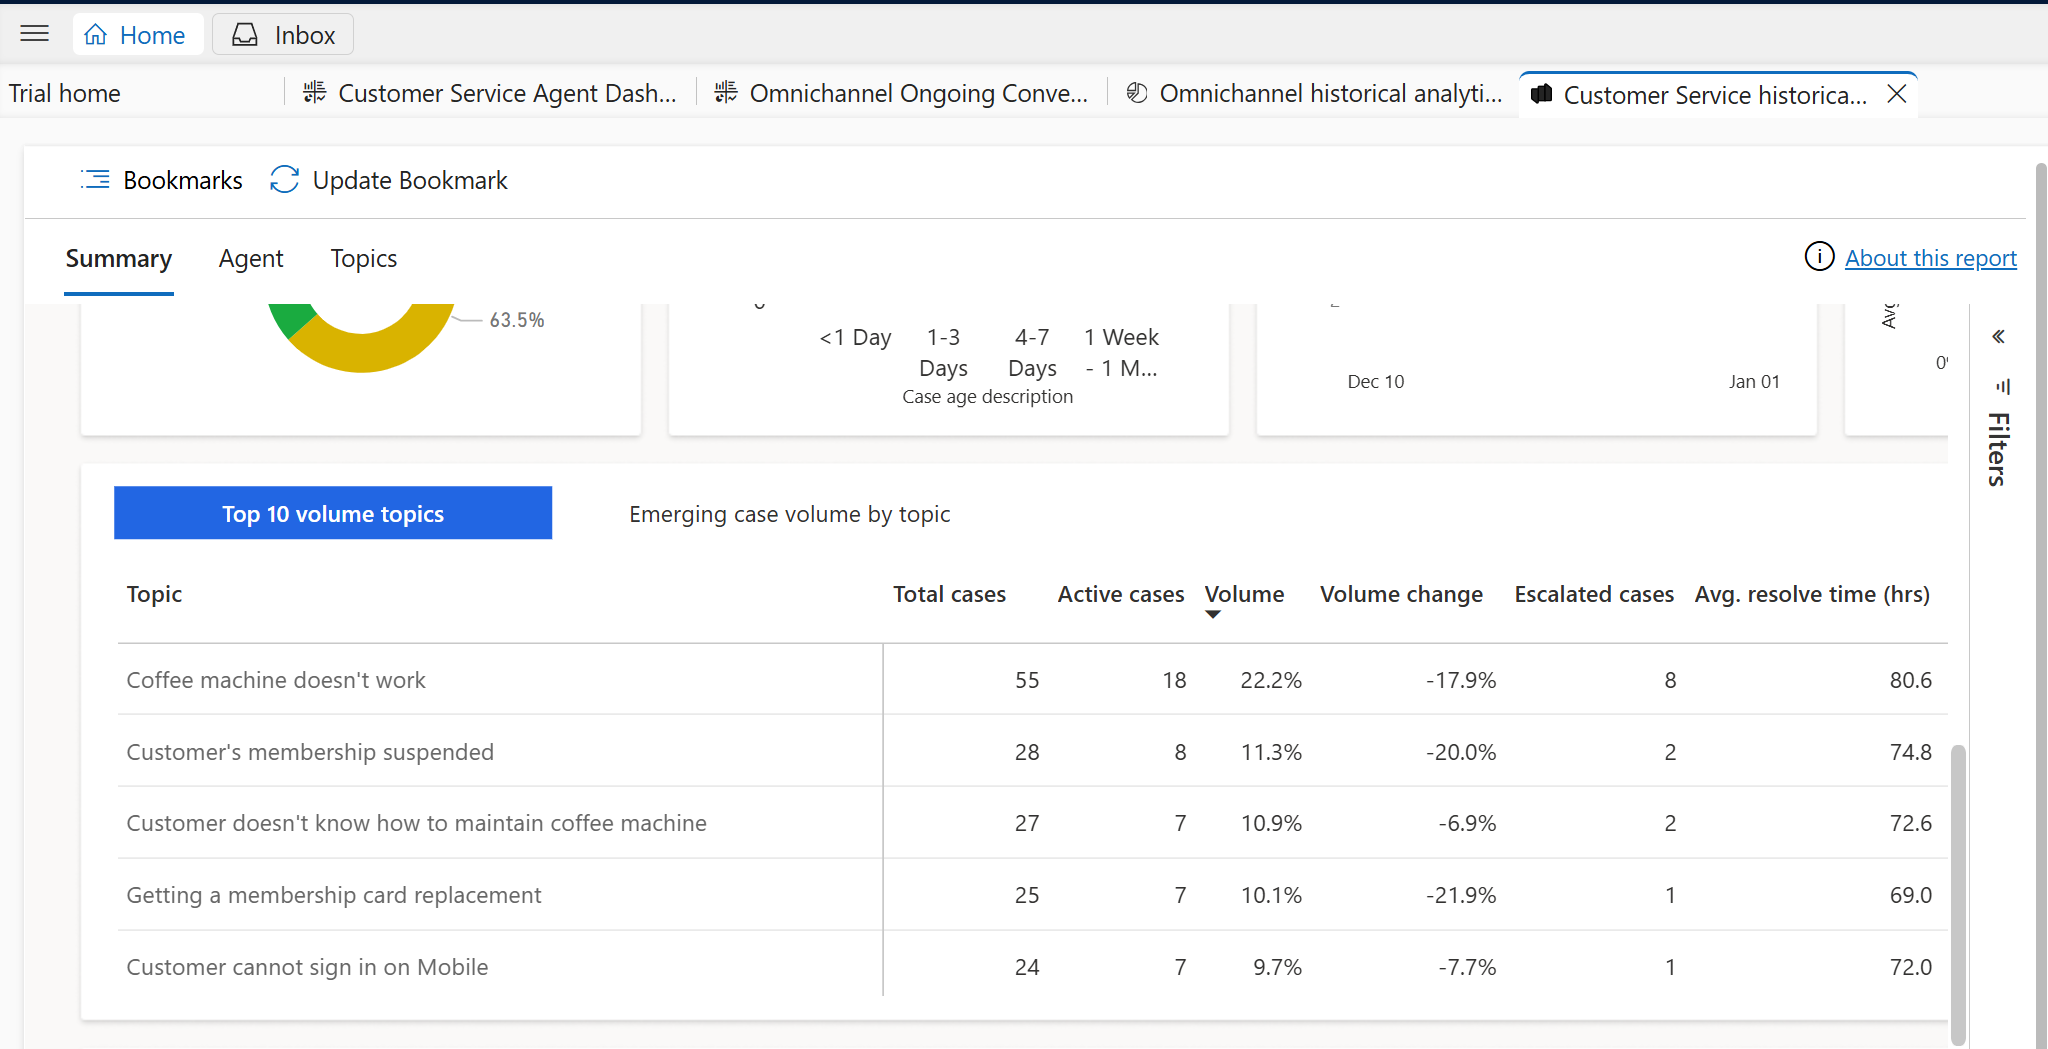 Home Inbox
Trial home Customer Service Agent Dash... Omnichannel Ongoing Conve... Omnichannel historical analyti... Customer Service historica...
Bookmarks Update Bookmark
Summary Agent Topics About this report
63.5%
<1 Day 1-3 Days 4-7 Days 1 Week - 1 M...
Case age description
Dec 10 Jan 01
Filters
Top 10 volume topics Emerging case volume by topic
Topic Total cases Active cases Volume Volume change Escalated cases Avg. resolve time (hrs)
Coffee machine doesn't work 55 18 22.2% -17.9% 8 80.6
Customer's membership suspended 28 8 11.3% -20.0% 2 74.8
Customer doesn't know how to maintain coffee machine 27 7 10.9% -6.9% 2 72.6
Getting a membership card replacement 25 7 10.1% -21.9% 1 69.0
Customer cannot sign in on Mobile 24 7 9.7% -7.7% 1 72.0